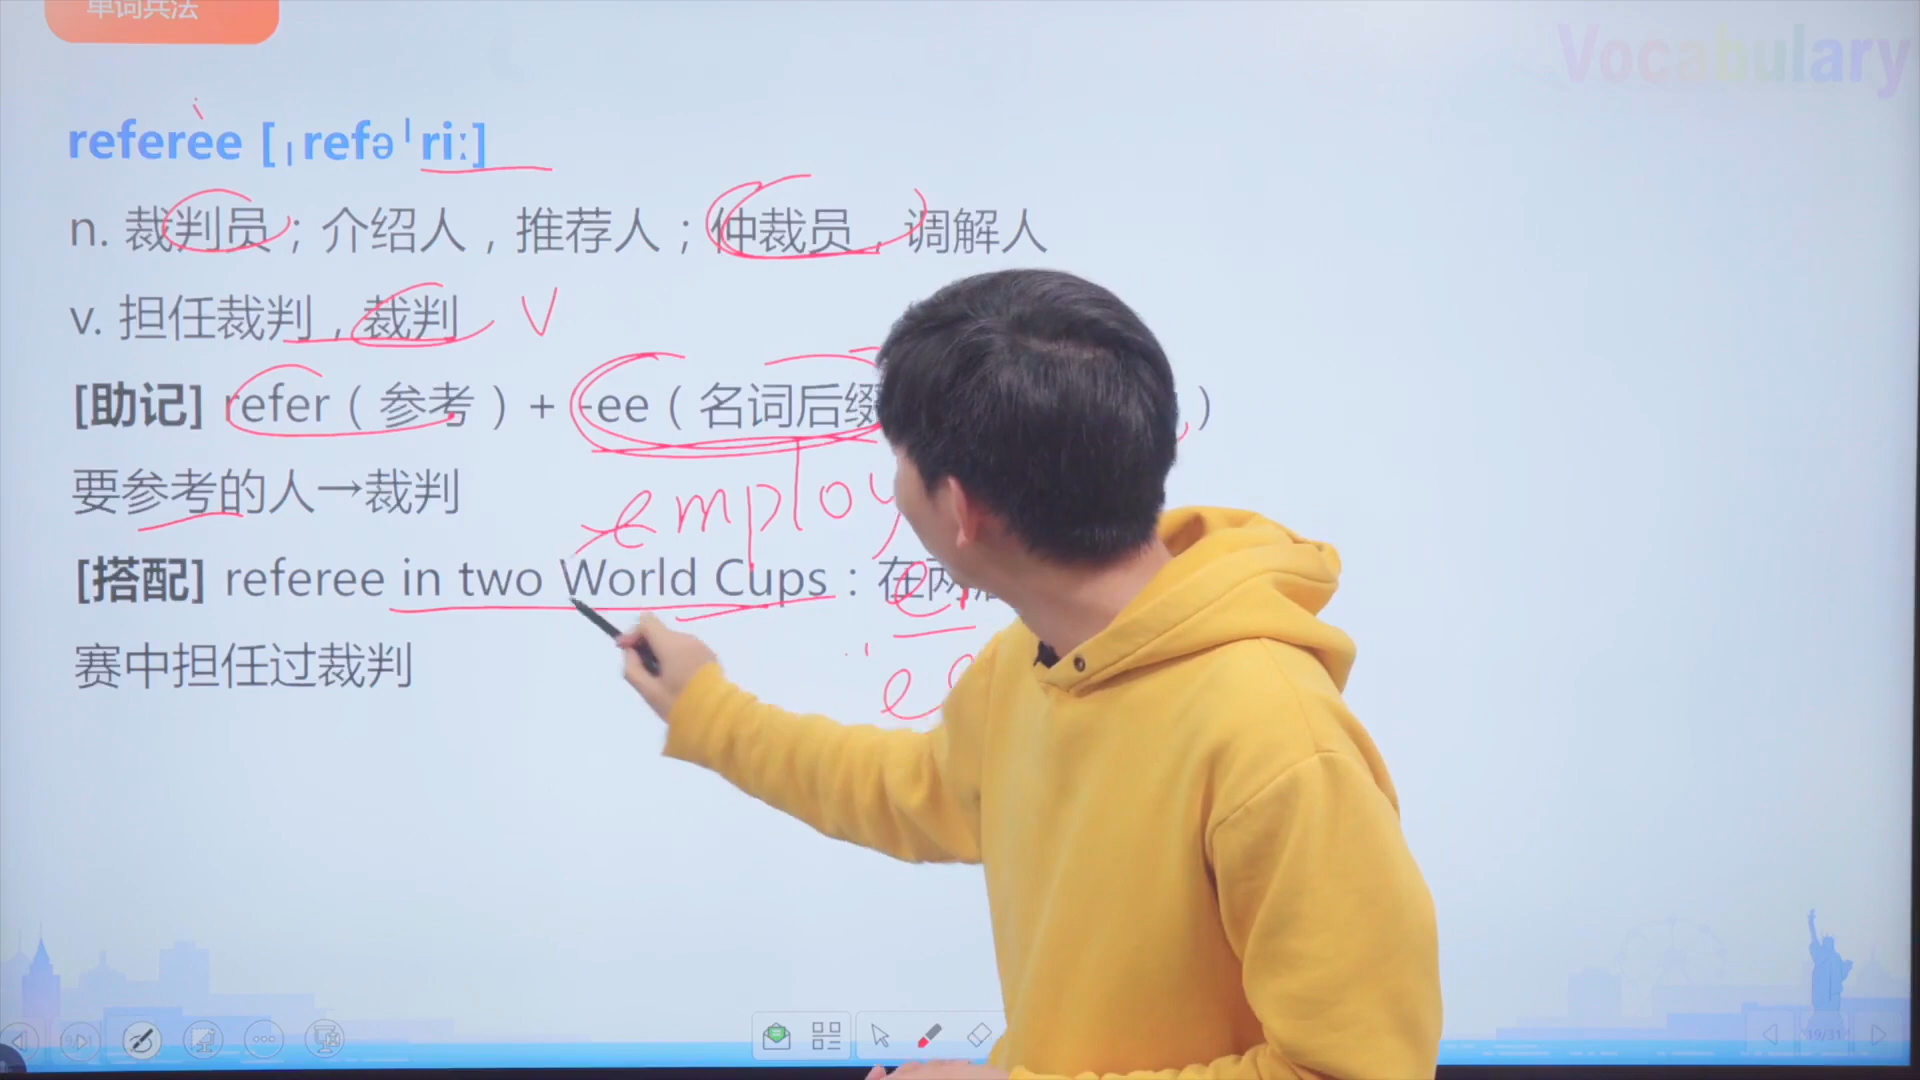 单词兵法
Vocabulary
referee [ˌrefəˈriː]
n. 裁判员；介绍人，推荐人；仲裁员，调解人
v. 担任裁判，裁判 V
[助记] refer（参考）+ -ee（名词后缀）
employ
要参考的人→裁判
[搭配] referee in two World Cups：在两
赛中担任过裁判
19/31